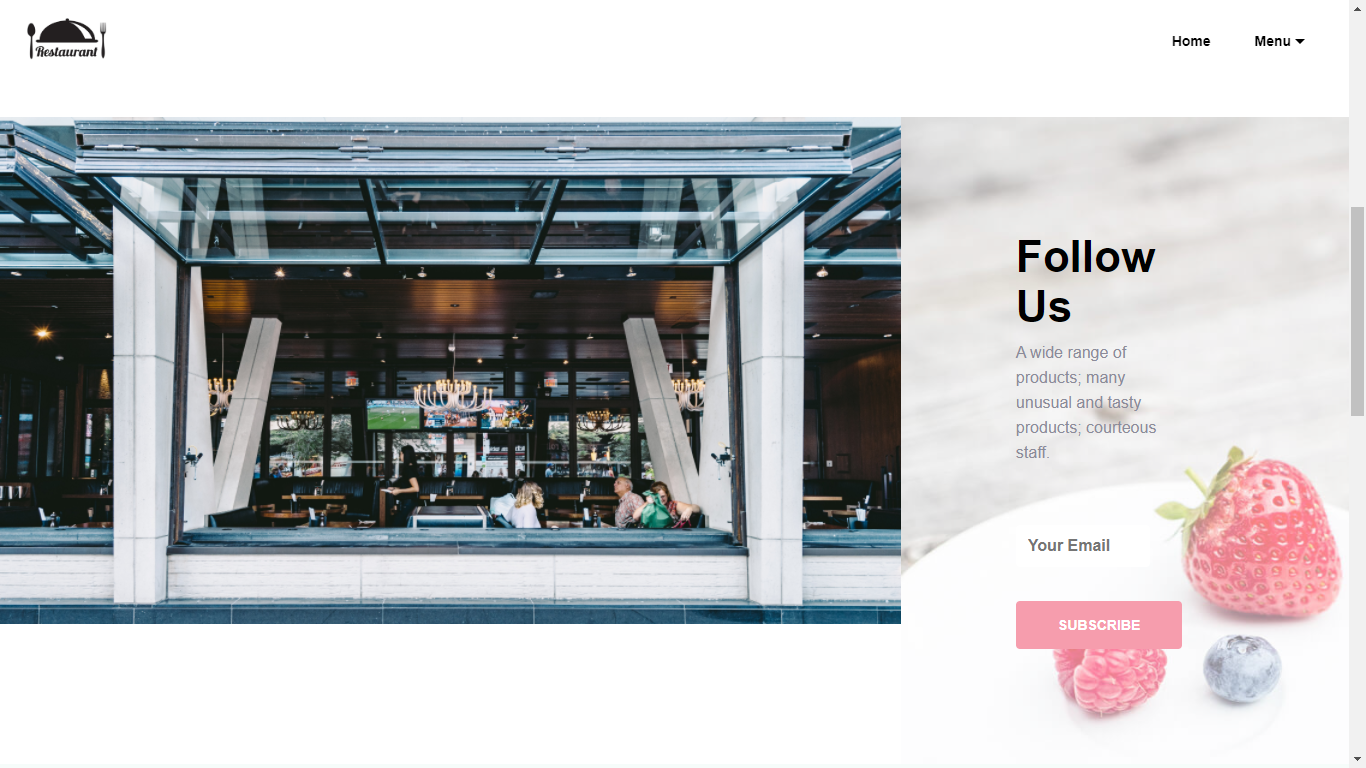 Restaurant
Home
Menu
Follow
Us
A wide range of
products; many
unusual and tasty
products; courteous
staff.
Your Email
SUBSCRIBE